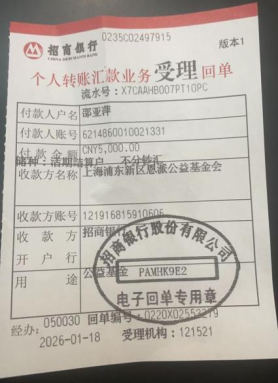 0235C02497915
招商银行
CHINA MERCHANTS BANK
版本1
个人转账汇款业务受理回单
流水号：X7CAAHB007PT1OPC
付款人户名 邵亚萍
付款人账号 6214860010021331
付款金额 CNY5,000.00
储种：活期结算户 不分钞汇
收款方名称 上海浦东新区恩派公益基金会
收款方账号 121916815910606
收款方开户行 招商银行
用途 公益基金
招商银行股份有限公司
PAMHK9E2
电子回单专用章
经办：050030 回单编号：0220X02553219
2026-01-18 受理机构：121521